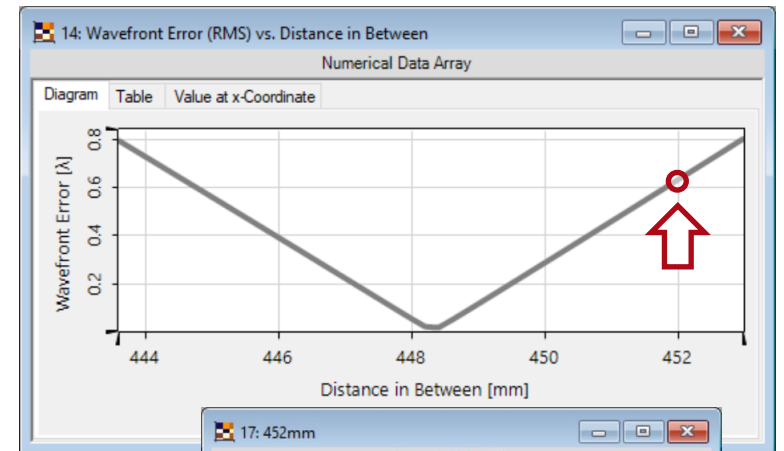 14: Wavefront Error (RMS) vs. Distance in Between
Numerical Data Array
Diagram Table Value at x-Coordinate
Wavefront Error [λ]
0.8
0.6
0.4
0.2
444 446 448 450 452
Distance in Between [mm]
17: 452mm